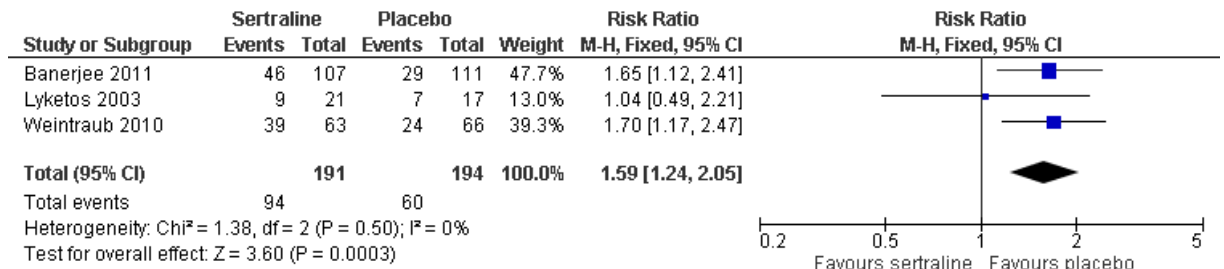 Sertraline Placebo Risk Ratio Risk Ratio
Study or Subgroup Events Total Events Total Weight M-H, Fixed, 95% CI M-H, Fixed, 95% CI
Banerjee 2011 46 107 29 111 47.7% 1.65 [1.12, 2.41]
Lyketos 2003 9 21 7 17 13.0% 1.04 [0.49, 2.21]
Weintraub 2010 39 63 24 66 39.3% 1.70 [1.17, 2.47]
Total (95% CI) 191 194 100.0% 1.59 [1.24, 2.05]
Total events 94 60
Heterogeneity: Chi² = 1.38, df = 2 (P = 0.50); I² = 0%
Test for overall effect: Z = 3.60 (P = 0.0003)
0.2 0.5 1 2 5
Favours sertraline Favours placebo